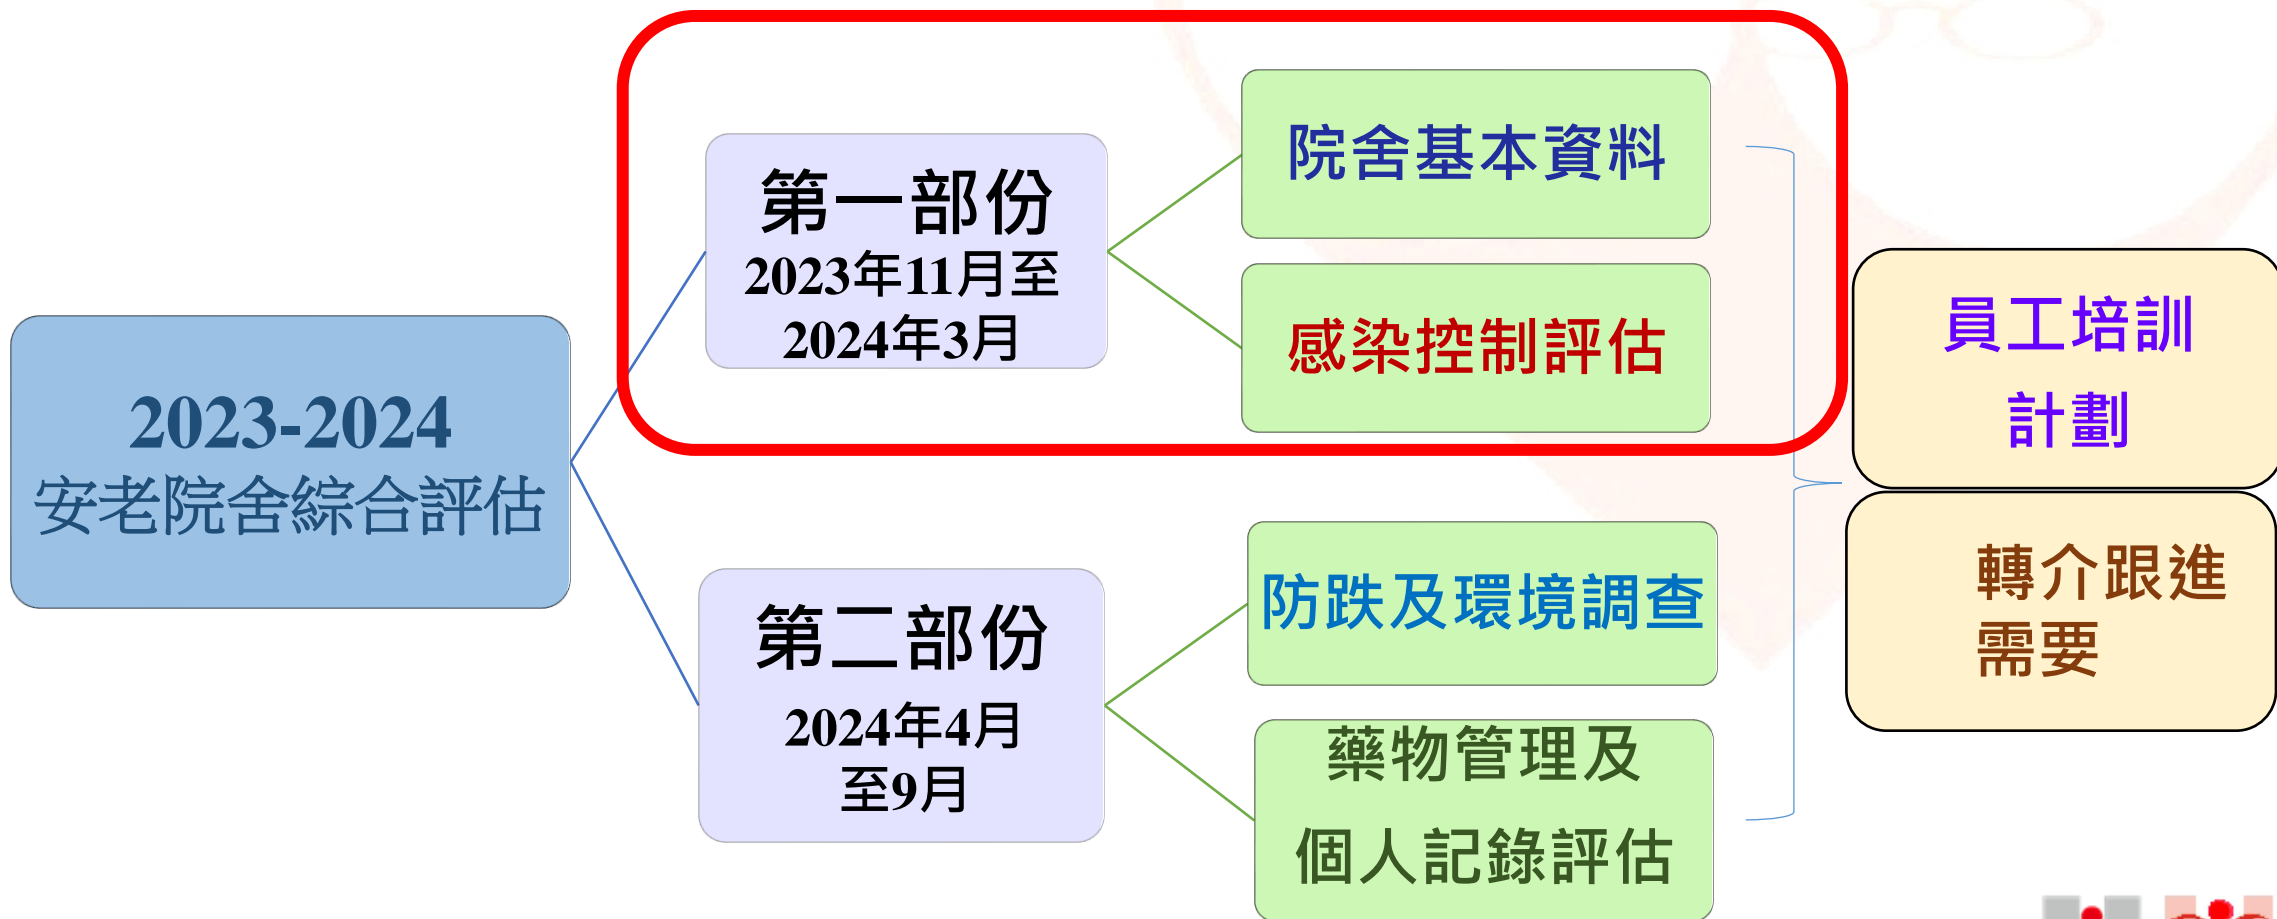 2023-2024
安老院舍綜合評估
第一部份
2023年11月至
2024年3月
院舍基本資料
感染控制評估
第二部份
2024年4月
至9月
防跌及環境調查
藥物管理及
個人記錄評估
員工培訓
計劃
轉介跟進
需要